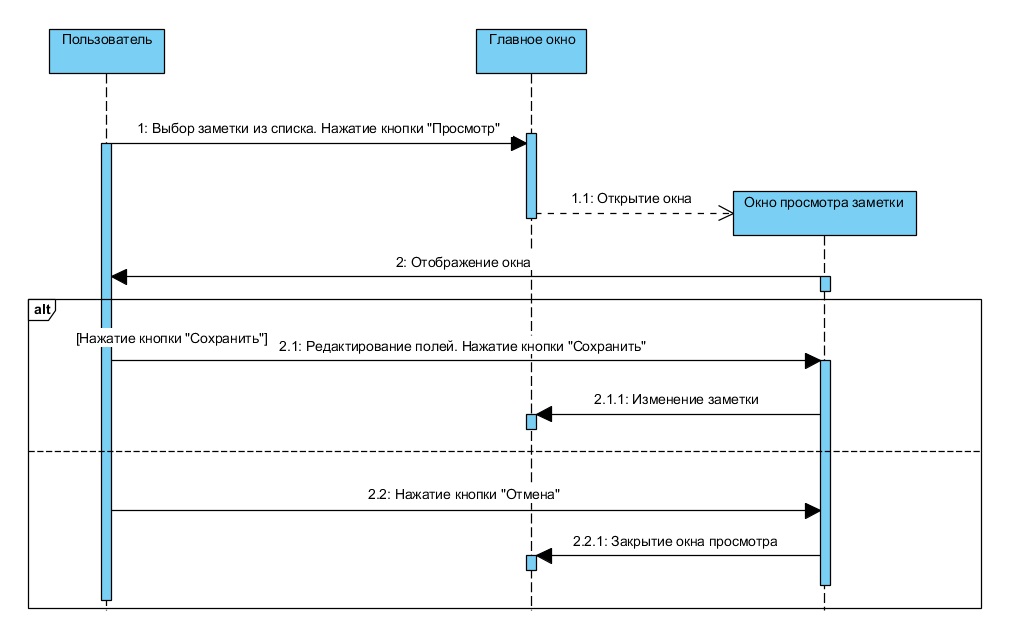 Пользователь
Главное окно
1: Выбор заметки из списка. Нажатие кнопки "Просмотр"
1.1: Открытие окна
Окно просмотра заметки
2: Отображение окна
alt
[Нажатие кнопки "Сохранить"]
2.1: Редактирование полей. Нажатие кнопки "Сохранить"
2.1.1: Изменение заметки
2.2: Нажатие кнопки "Отмена"
2.2.1: Закрытие окна просмотра